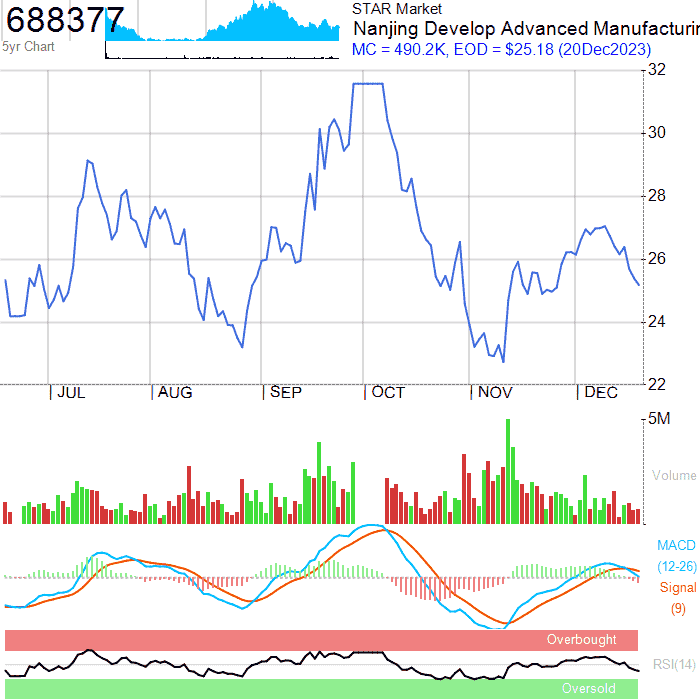 688377
5yr Chart
STAR Market
Nanjing Develop Advanced Manufacturin
MC = 490.2K, EOD = $25.18 (20Dec2023)
32
30
28
26
24
22
JUL AUG SEP OCT NOV DEC
5M
Volume
MACD
(12-26)
Signal
(9)
Overbought
RSI(14)
Oversold